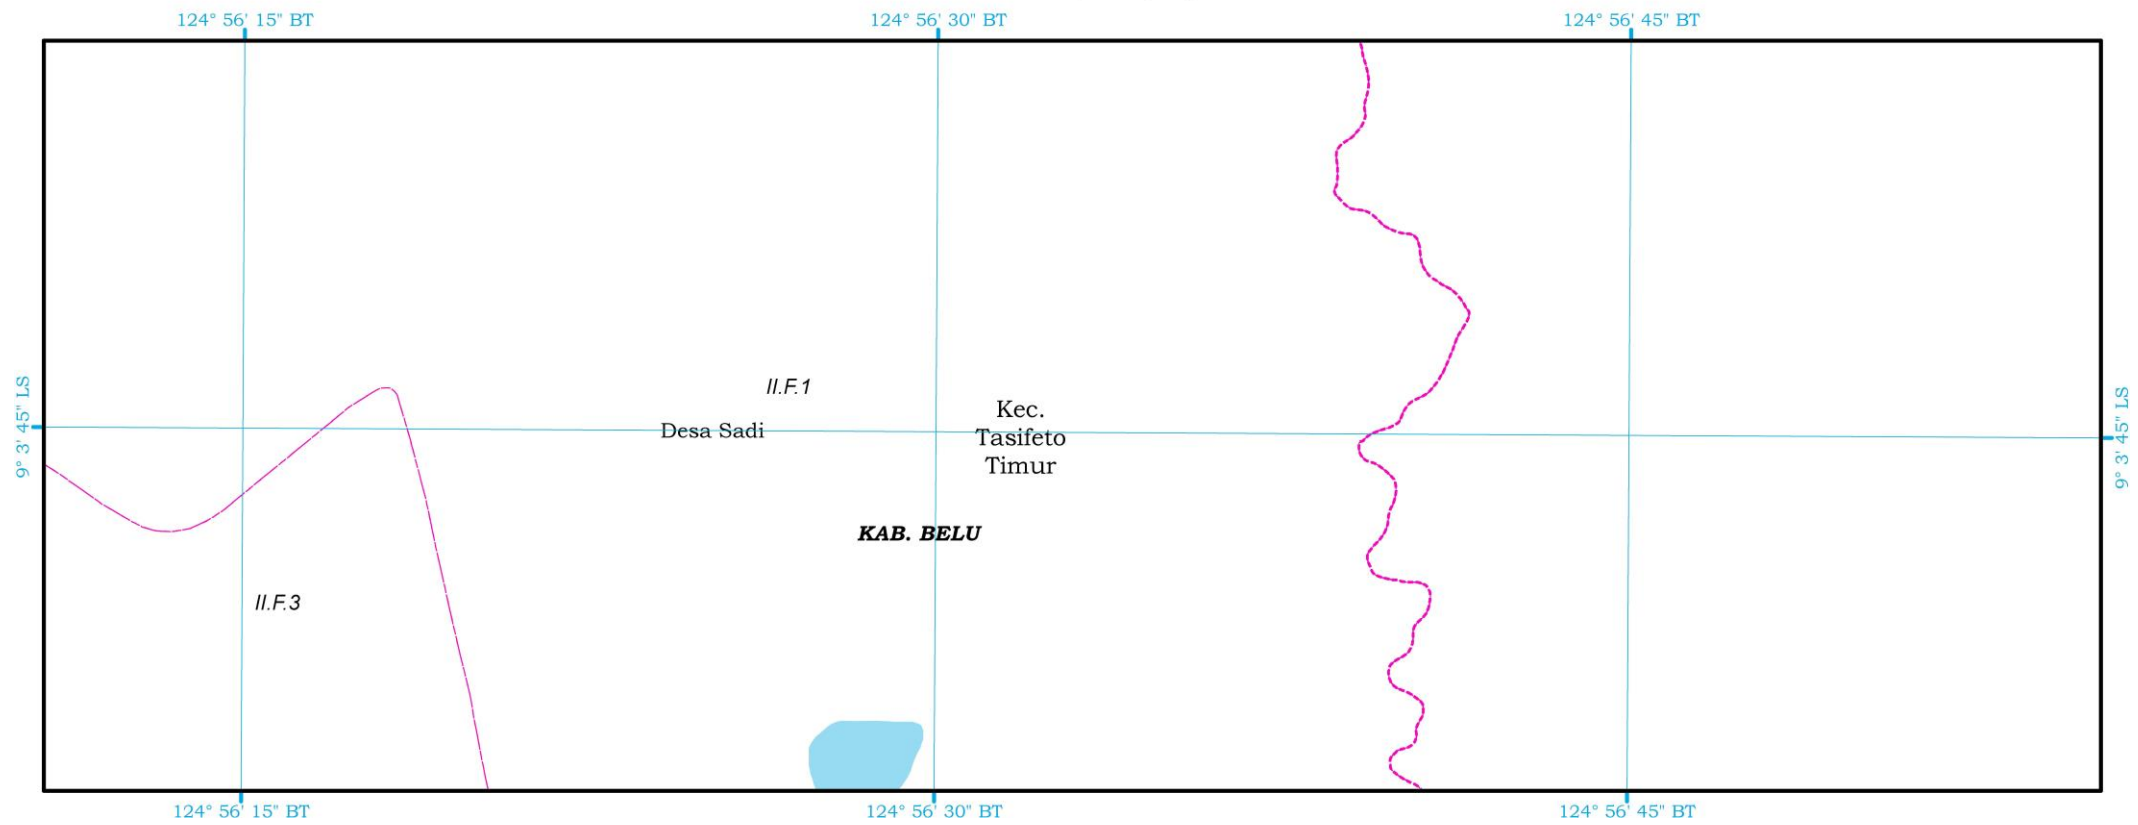 124° 56' 15" BT
124° 56' 30" BT
124° 56' 45" BT
9° 3' 45" LS
9° 3' 45" LS
II.F.1
Desa Sadi
Kec.
Tasifeto
Timur
KAB. BELU
II.F.3
124° 56' 15" BT
124° 56' 30" BT
124° 56' 45" BT